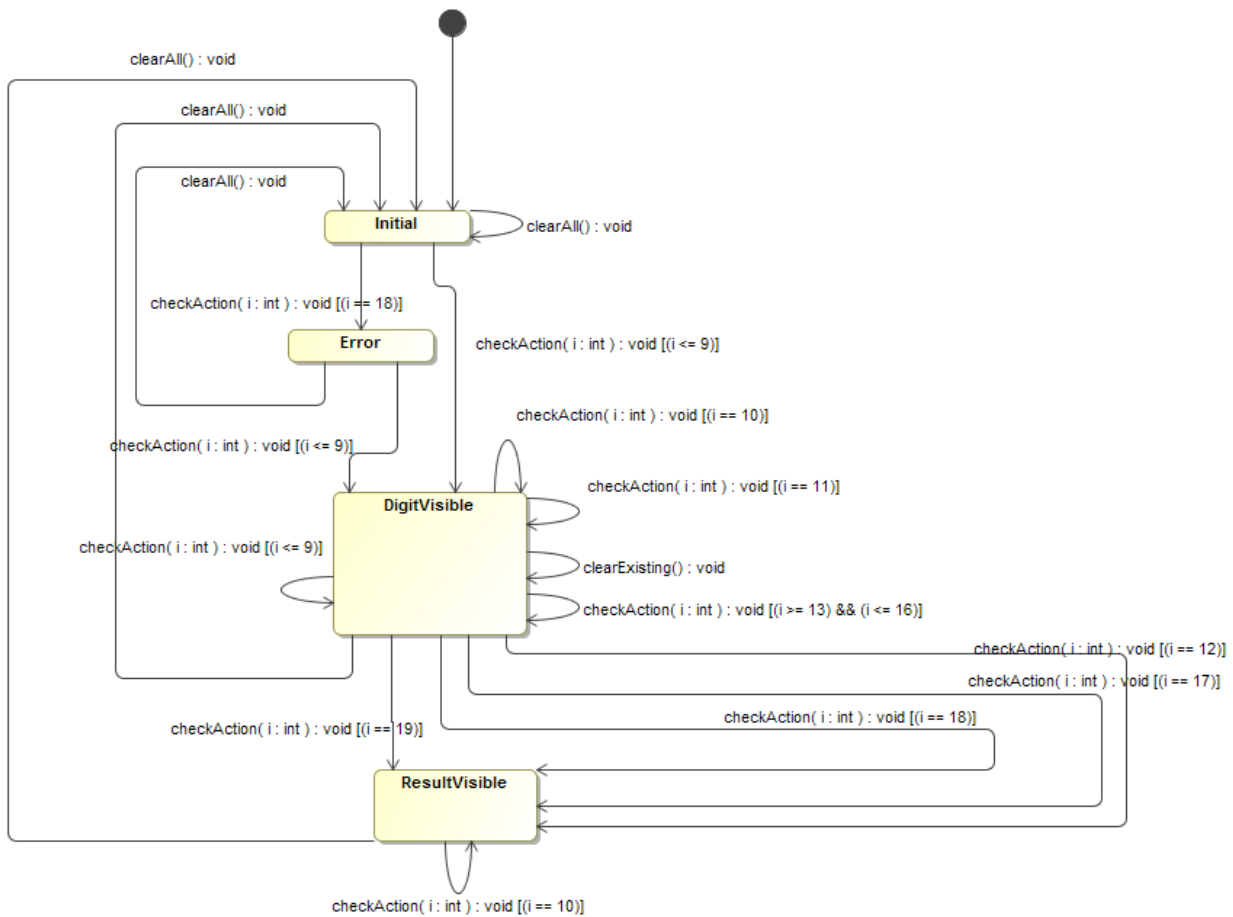 clearAll() : void
clearAll() : void
clearAll() : void
Initial
clearAll() : void
checkAction( i : int ) : void [(i == 18)]
Error
checkAction( i : int ) : void [(i <= 9)]
checkAction( i : int ) : void [(i == 10)]
checkAction( i : int ) : void [(i <= 9)]
checkAction( i : int ) : void [(i == 11)]
DigitVisible
checkAction( i : int ) : void [(i <= 9)]
clearExisting() : void
checkAction( i : int ) : void [(i >= 13) && (i <= 16)]
checkAction( i : int ) : void [(i == 12)]
checkAction( i : int ) : void [(i == 17)]
checkAction( i : int ) : void [(i == 18)]
checkAction( i : int ) : void [(i == 19)]
ResultVisible
checkAction( i : int ) : void [(i == 10)]